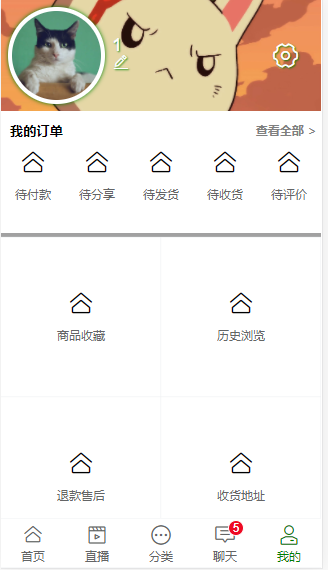 1
我的订单 查看全部 >
待付款 待分享 待发货 待收货 待评价
商品收藏 历史浏览
退款售后 收货地址
5
首页 直播 分类 聊天 我的